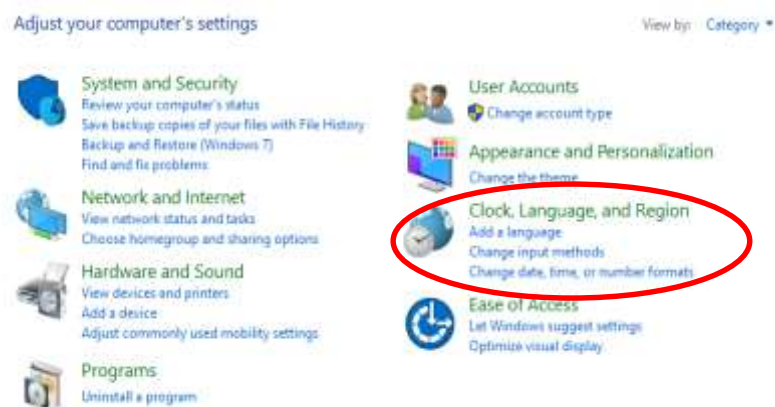 Adjust your computer's settings
View by: Category
System and Security
Review your computer's status
Save backup copies of your files with File History
Backup and Restore (Windows 7)
Find and fix problems
Network and Internet
View network status and tasks
Choose homegroup and sharing options
Hardware and Sound
View devices and printers
Add a device
Adjust commonly used mobility settings
Programs
Uninstall a program
User Accounts
Change account type
Appearance and Personalization
Change the theme
Clock, Language, and Region
Add a language
Change input methods
Change date, time, or number formats
Ease of Access
Let Windows suggest settings
Optimize visual display